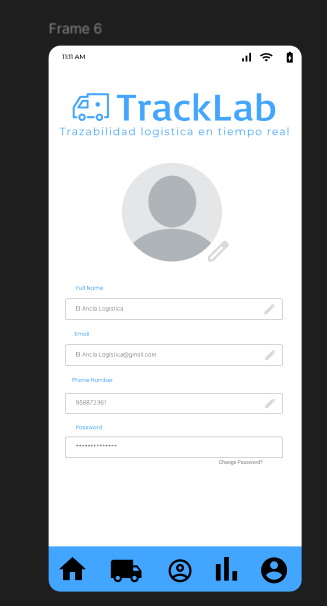 Frame 6
11:11 AM
TrackLab
Trazabilidad logistica en tiempo real
Full Name
El Ancla Logistica
Email
El Ancla Logistica@gmail.com
Phone Number
956872361
Password
**************
Change Password?